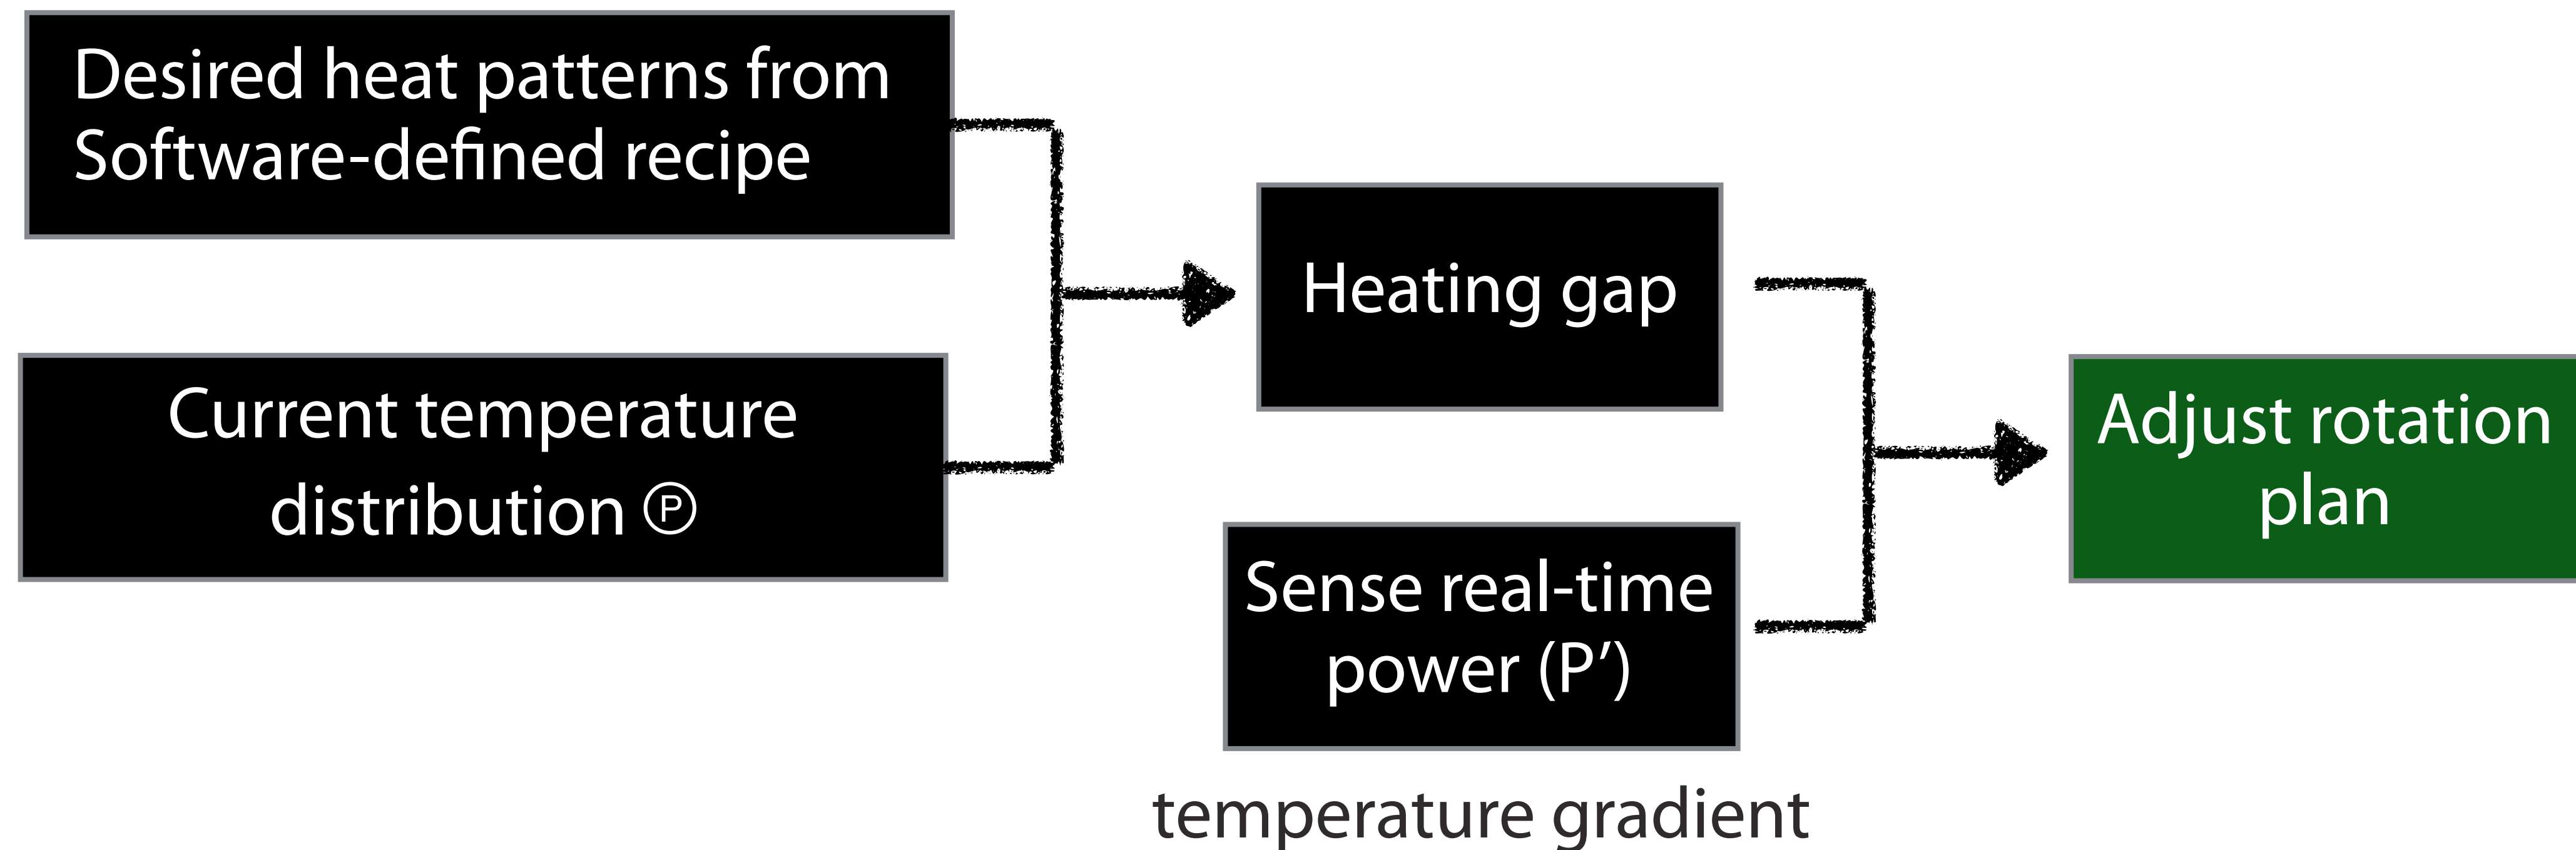 Desired heat patterns from
Software-defined recipe
Current temperature
distribution Ⓟ
Heating gap
Sense real-time
power (P’)
temperature gradient
Adjust rotation
plan